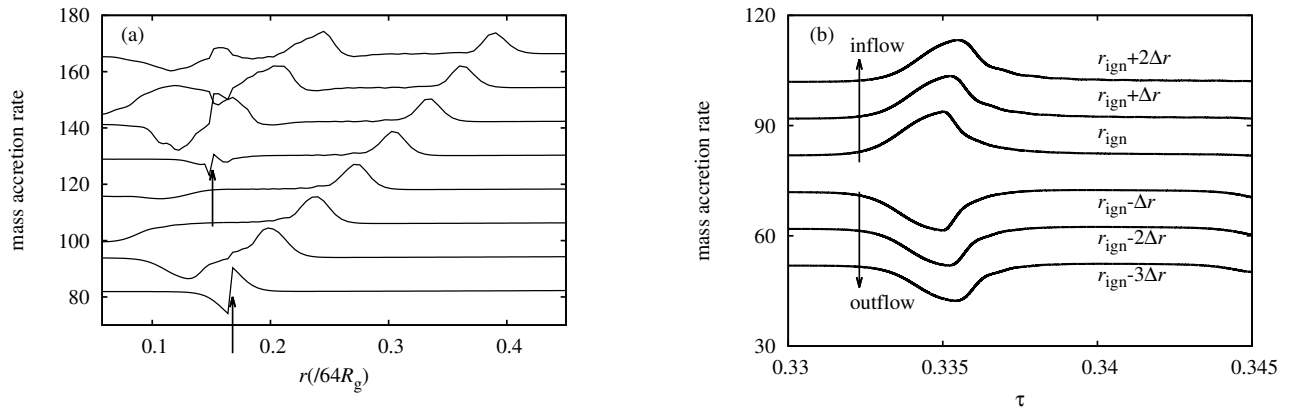 (a)
mass accretion rate
180
160
140
120
100
80
0.1 0.2 0.3 0.4
r(/64R_g)
(b)
mass accretion rate
120
90
60
30
inflow
outflow
r_ign+2Δr
r_ign+Δr
r_ign
r_ign-Δr
r_ign-2Δr
r_ign-3Δr
0.33 0.335 0.34 0.345
τ